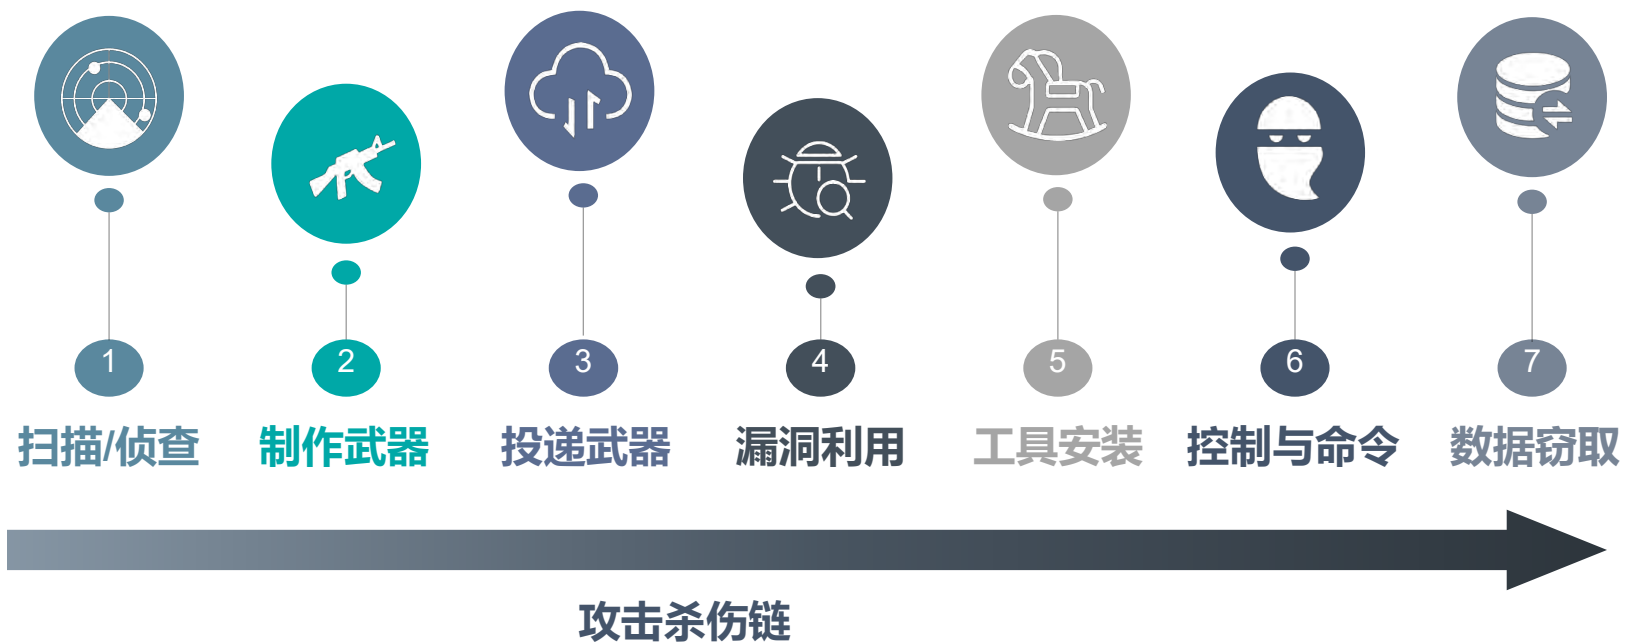 1 2 3 4 5 6 7
扫描/侦查 制作武器 投递武器 漏洞利用 工具安装 控制与命令 数据窃取
攻击杀伤链